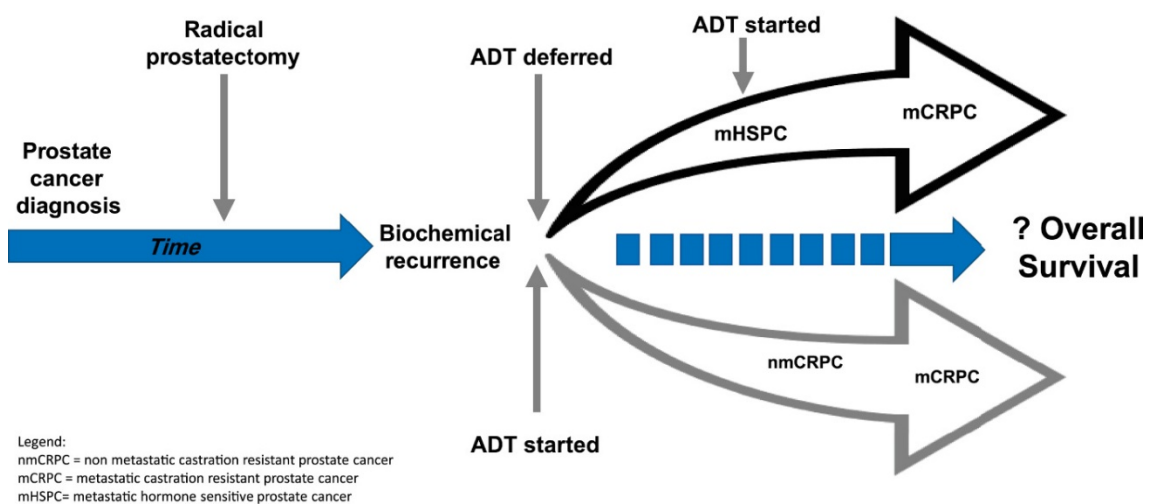 Radical
prostatectomy
ADT deferred
ADT started
mHSPC
mCRPC
Prostate
cancer
diagnosis
Time
Biochemical
recurrence
? Overall
Survival
nmCRPC
mCRPC
ADT started
Legend:
nmCRPC = non metastatic castration resistant prostate cancer
mCRPC = metastatic castration resistant prostate cancer
mHSPC= metastatic hormone sensitive prostate cancer